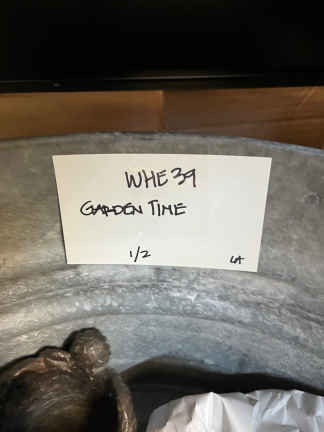 WHE 39
GARDEN TIME
1/2 LA